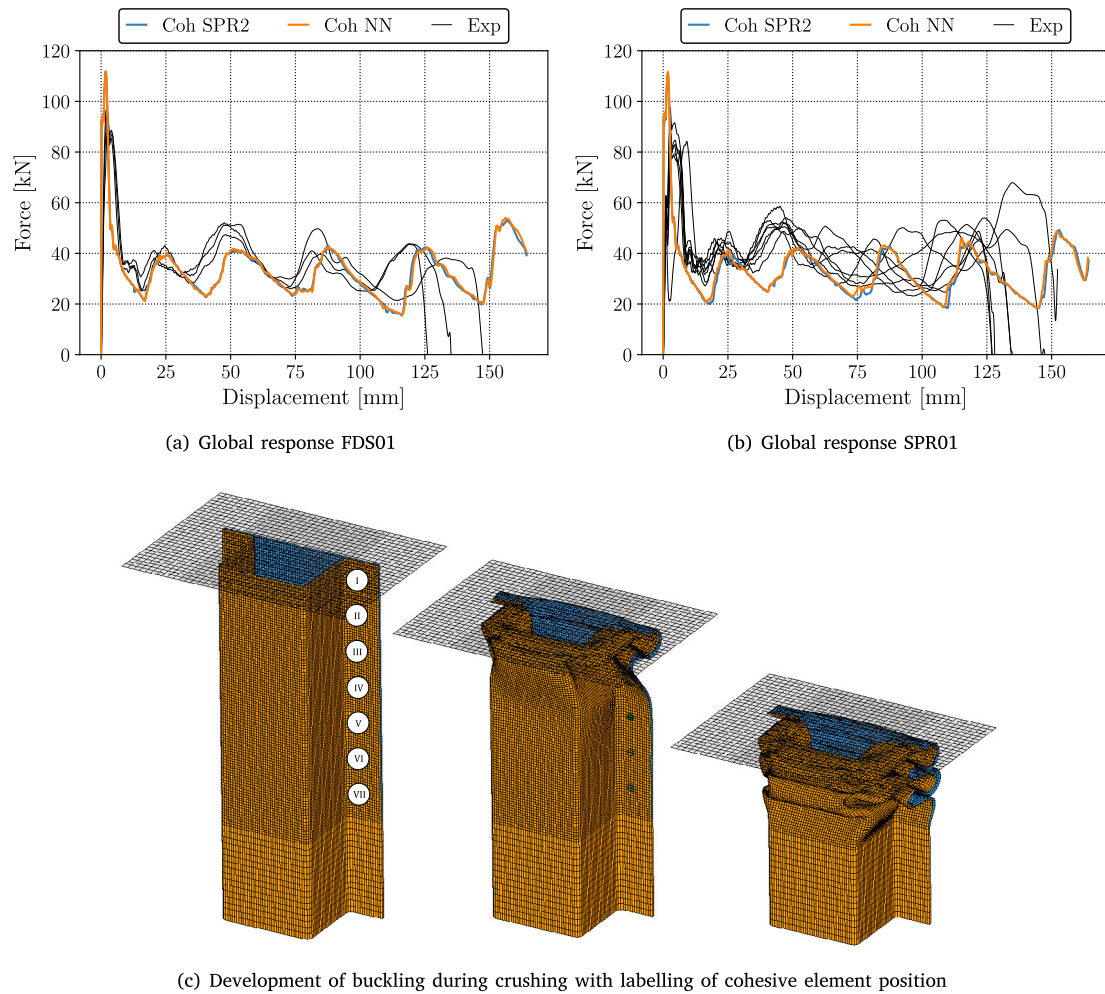 Coh SPR2 Coh NN Exp
Coh SPR2 Coh NN Exp
120
100
80
60
40
20
0
Force [kN]
0 25 50 75 100 125 150
Displacement [mm]
(a) Global response FDS01
120
100
80
60
40
20
0
Force [kN]
0 25 50 75 100 125 150
Displacement [mm]
(b) Global response SPR01
I
II
III
IV
V
VI
VII
(c) Development of buckling during crushing with labelling of cohesive element position